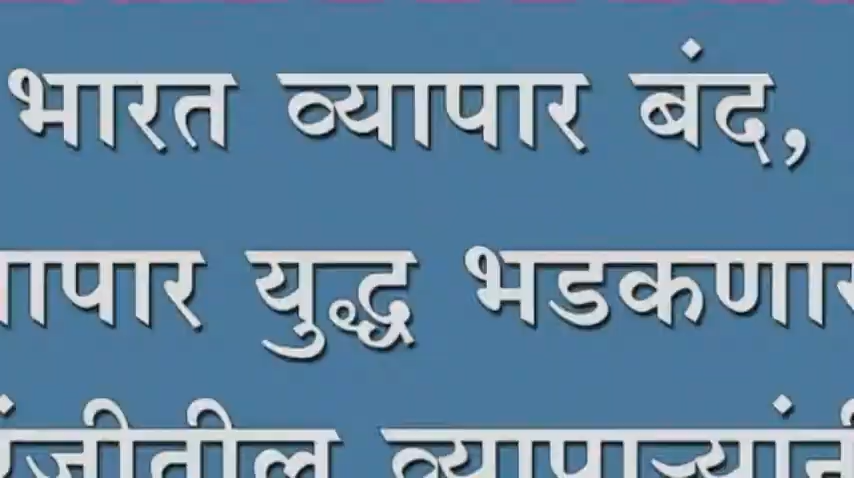 भारत व्यापार बंद,
यापार युद्ध भडकणार
व्यापाऱ्यांनी